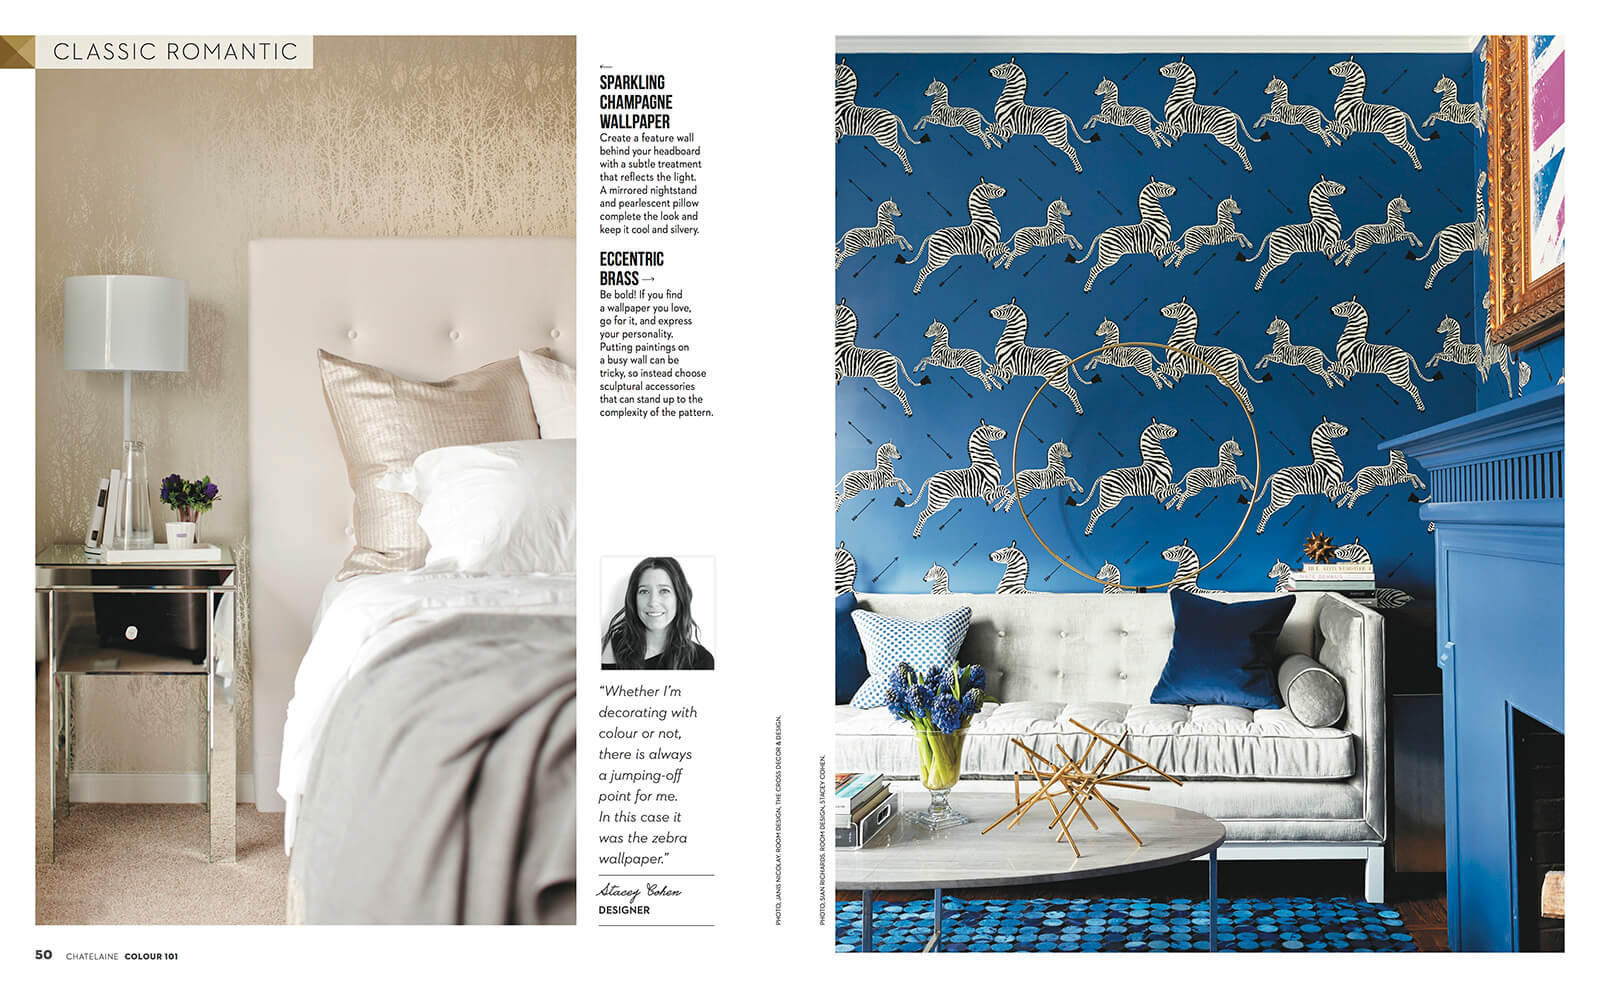 CLASSIC ROMANTIC
←
SPARKLING
CHAMPAGNE
WALLPAPER
Create a feature wall
behind your headboard
with a subtle treatment
that reflects the light.
A mirrored nightstand
and pearlescent pillow
complete the look and
keep it cool and silvery.
ECCENTRIC
BRASS →
Be bold! If you find
a wallpaper you love,
go for it, and express
your personality.
Putting paintings on
a busy wall can be
tricky, so instead choose
sculptural accessories
that can stand up to the
complexity of the pattern.
“Whether I’m
decorating with
colour or not,
there is always
a jumping-off
point for me.
In this case it
was the zebra
wallpaper.”
Stacey Cohen
DESIGNER
PHOTO, JANIS NICOLAY. ROOM DESIGN, THE CROSS DECOR & DESIGN.
PHOTO, SIAN RICHARDS. ROOM DESIGN, STACEY COHEN.
50 CHATELAINE COLOUR 101